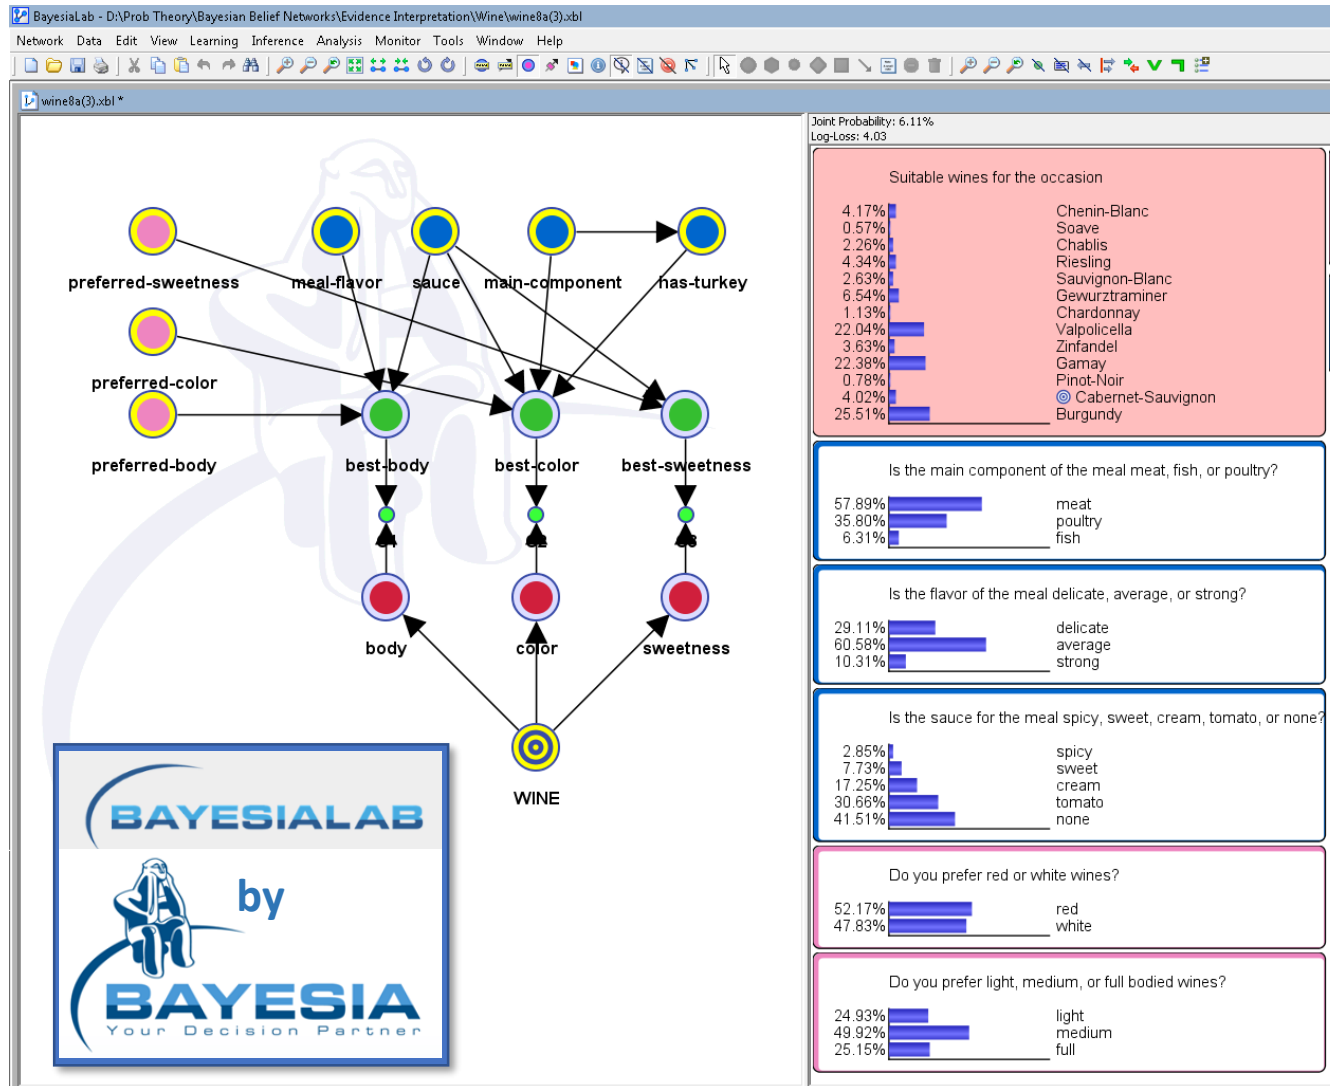 BayesiaLab - D:\Prob Theory\Bayesian Belief Networks\Evidence Interpretation\Wine\wine8a(3).xbl
Network Data Edit View Learning Inference Analysis Monitor Tools Window Help
wine8a(3).xbl *
Joint Probability: 6.11%
Log-Loss: 4.03
preferred-sweetness
meal-flavor
sauce
main-component
has-turkey
preferred-color
preferred-body
best-body
best-color
best-sweetness
body
color
sweetness
WINE
BAYESIALAB
by
BAYESIA
Your Decision Partner
Suitable wines for the occasion
4.17% Chenin-Blanc
0.57% Soave
2.26% Chablis
4.34% Riesling
2.63% Sauvignon-Blanc
6.54% Gewurztraminer
1.13% Chardonnay
22.04% Valpolicella
3.63% Zinfandel
22.38% Gamay
0.78% Pinot-Noir
4.02% Cabernet-Sauvignon
25.51% Burgundy
Is the main component of the meal meat, fish, or poultry?
57.89% meat
35.80% poultry
6.31% fish
Is the flavor of the meal delicate, average, or strong?
29.11% delicate
60.58% average
10.31% strong
Is the sauce for the meal spicy, sweet, cream, tomato, or none?
2.85% spicy
7.73% sweet
17.25% cream
30.66% tomato
41.51% none
Do you prefer red or white wines?
52.17% red
47.83% white
Do you prefer light, medium, or full bodied wines?
24.93% light
49.92% medium
25.15% full